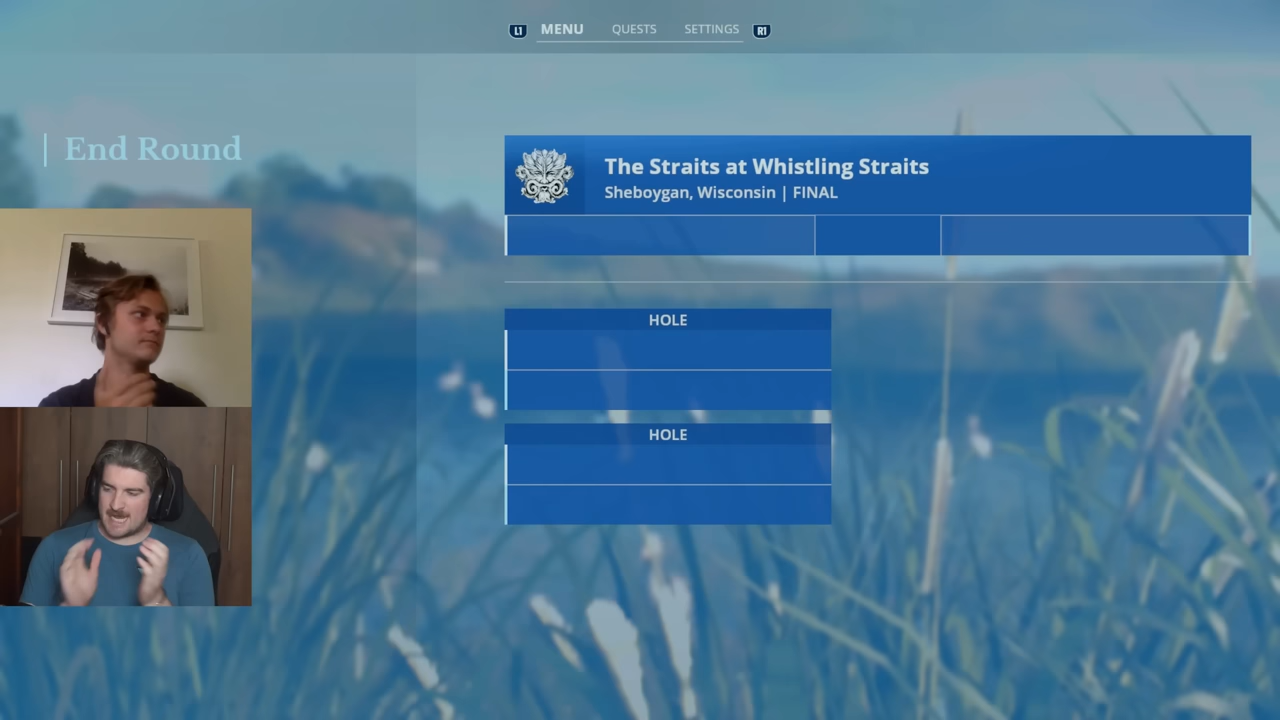 L1 MENU QUESTS SETTINGS R1
End Round
The Straits at Whistling Straits
Sheboygan, Wisconsin | FINAL
HOLE
HOLE